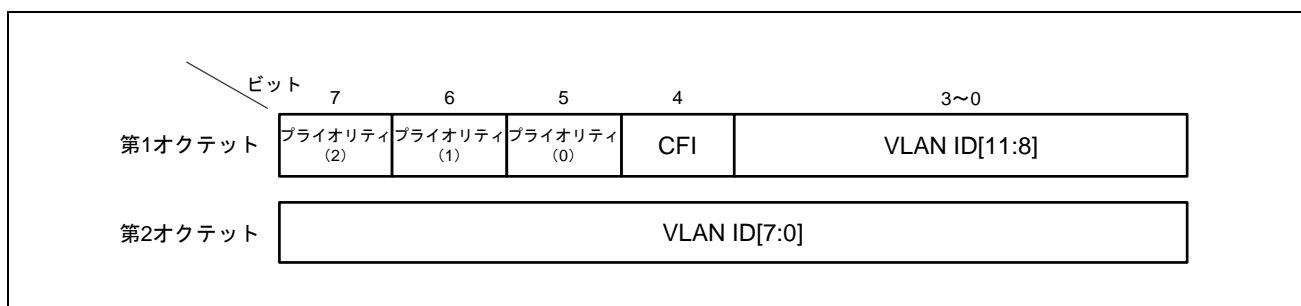 ビット
7 6 5 4 3～0
第1オクテット プライオリティ プライオリティ プライオリティ CFI VLAN ID[11:8]
（2） （1） （0）
第2オクテット VLAN ID[7:0]